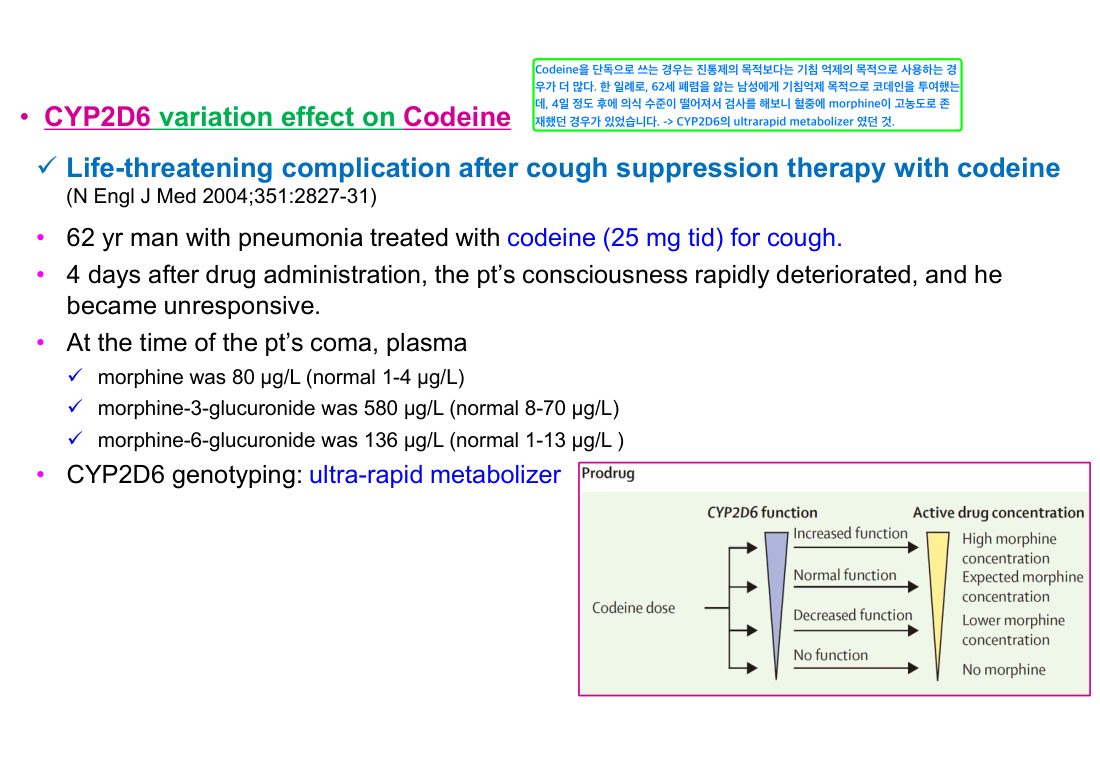 Codeine을 단독으로 쓰는 경우는 진통제의 목적보다는 기침 억제의 목적으로 사용하는 경
우가 더 많다. 한 일례로, 62세 폐렴을 앓는 남성에게 기침억제 목적으로 코데인을 투여했는
데, 4일 정도 후에 의식 수준이 떨어져서 검사를 해보니 혈중에 morphine이 고농도로 존
재했던 경우가 있었습니다. -> CYP2D6의 ultrarapid metabolizer 였던 것.
• CYP2D6 variation effect on Codeine
✓ Life-threatening complication after cough suppression therapy with codeine
(N Engl J Med 2004;351:2827-31)
• 62 yr man with pneumonia treated with codeine (25 mg tid) for cough.
• 4 days after drug administration, the pt’s consciousness rapidly deteriorated, and he
became unresponsive.
• At the time of the pt’s coma, plasma
✓ morphine was 80 µg/L (normal 1-4 µg/L)
✓ morphine-3-glucuronide was 580 µg/L (normal 8-70 µg/L)
✓ morphine-6-glucuronide was 136 µg/L (normal 1-13 µg/L )
• CYP2D6 genotyping: ultra-rapid metabolizer
Prodrug
CYP2D6 function
Active drug concentration
Codeine dose
Increased function
High morphine
concentration
Normal function
Expected morphine
concentration
Decreased function
Lower morphine
concentration
No function
No morphine